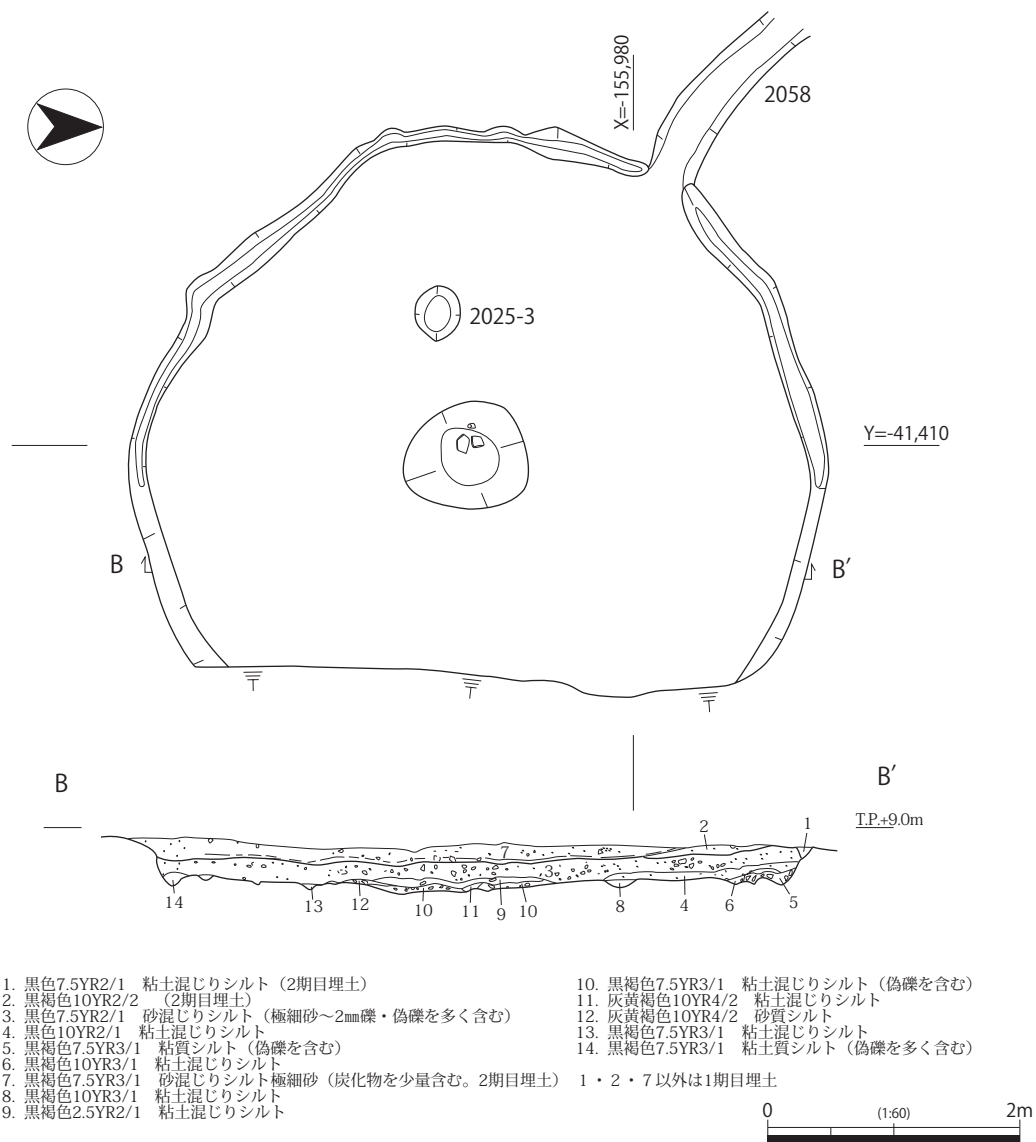 X=-155,980
2058
2025-3
Y=-41,410
B
B′
B
B′
T.P.+9.0m
2
1
7
3
3
14
13
12
10
11
9
10
8
4
6
5
1. 黒色7.5YR2/1　粘土混じりシルト（2期目埋土）
2. 黒褐色10YR2/2　（2期目埋土）
3. 黒色7.5YR2/1　砂混じりシルト（極細砂～2㎜礫・偽礫を多く含む）
4. 黒色10YR2/1　粘土混じりシルト
5. 黒褐色7.5YR3/1　粘質シルト（偽礫を含む）
6. 黒褐色10YR3/1　粘土混じりシルト
7. 黒褐色7.5YR3/1　砂混じりシルト極細砂（炭化物を少量含む。2期目埋土）
8. 黒褐色10YR3/1　粘土混じりシルト
9. 黒褐色2.5YR2/1　粘土混じりシルト
10. 黒褐色7.5YR3/1　粘土混じりシルト（偽礫を含む）
11. 灰黄褐色10YR4/2　粘土混じりシルト
12. 灰黄褐色10YR4/2　砂質シルト
13. 黒褐色7.5YR3/1　粘土混じりシルト
14. 黒褐色7.5YR3/1　粘土質シルト（偽礫を多く含む）
1・2・7以外は1期目埋土
0
(1:60)
2m